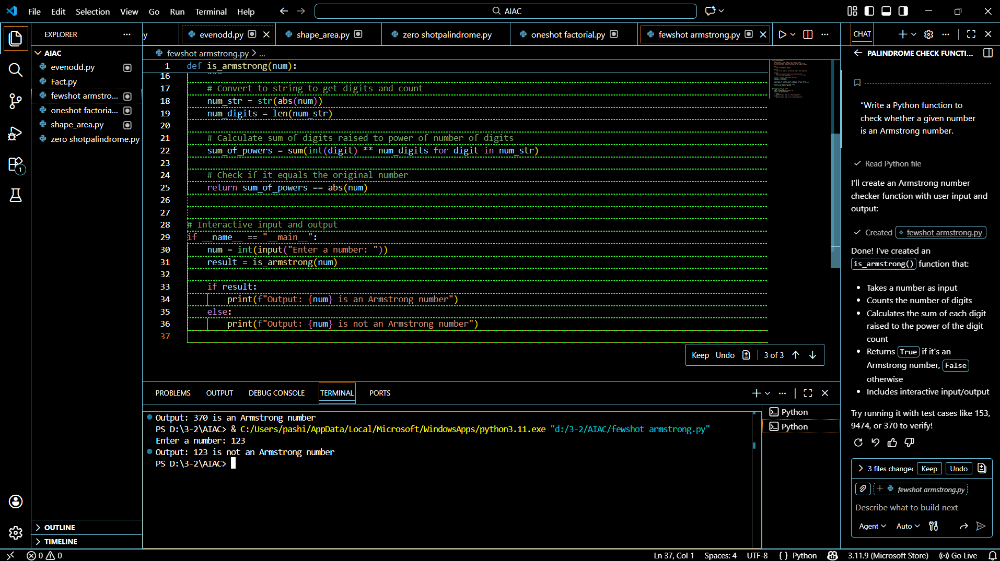 File Edit Selection View Go Run Terminal Help
AIAC
EXPLORER
AIAC
evenodd.py
Fact.py
fewshot armstro...
oneshot factoria...
shape_area.py
zero shotpalindrome.py
OUTLINE
TIMELINE
1
y
evenodd.py
shape_area.py
zero shotpalindrome.py
oneshot factorial.py
fewshot armstrong.py
fewshot armstrong.py > ...
1 def is_armstrong(num):
16 """
17 # Convert to string to get digits and count
18 num_str = str(abs(num))
19 num_digits = len(num_str)
20
21 # Calculate sum of digits raised to power of number of digits
22 sum_of_powers = sum(int(digit) ** num_digits for digit in num_str)
23
24 # Check if it equals the original number
25 return sum_of_powers == abs(num)
26
27
28 # Interactive input and output
29 if __name__ == "__main__":
30 num = int(input("Enter a number: "))
31 result = is_armstrong(num)
32
33 if result:
34 print(f"Output: {num} is an Armstrong number")
35 else:
36 print(f"Output: {num} is not an Armstrong number")
37
Keep Undo 3 of 3
PROBLEMS OUTPUT DEBUG CONSOLE TERMINAL PORTS
Output: 370 is an Armstrong number
PS D:\3-2\AIAC> & C:/Users/pashi/AppData/Local/Microsoft/WindowsApps/python3.11.exe "d:/3-2/AIAC/fewshot armstrong.py"
Enter a number: 123
Output: 123 is not an Armstrong number
PS D:\3-2\AIAC>
Python
Python
CHAT
PALINDROME CHECK FUNCTI...
“Write a Python function to
check whether a given number
is an Armstrong number.
Read Python file
I'll create an Armstrong number
checker function with user input and
output:
Created fewshot armstrong.py
Done! I've created an
is_armstrong() function that:
• Takes a number as input
• Counts the number of digits
• Calculates the sum of each digit
raised to the power of the digit
count
• Returns True if it's an
Armstrong number, False
otherwise
• Includes interactive input/output
Try running it with test cases like 153,
9474, or 370 to verify!
3 files changed Keep Undo
fewshot armstrong.py
Describe what to build next
Agent Auto
0 0
Ln 37, Col 1 Spaces: 4 UTF-8 {} Python 3.11.9 (Microsoft Store) Go Live